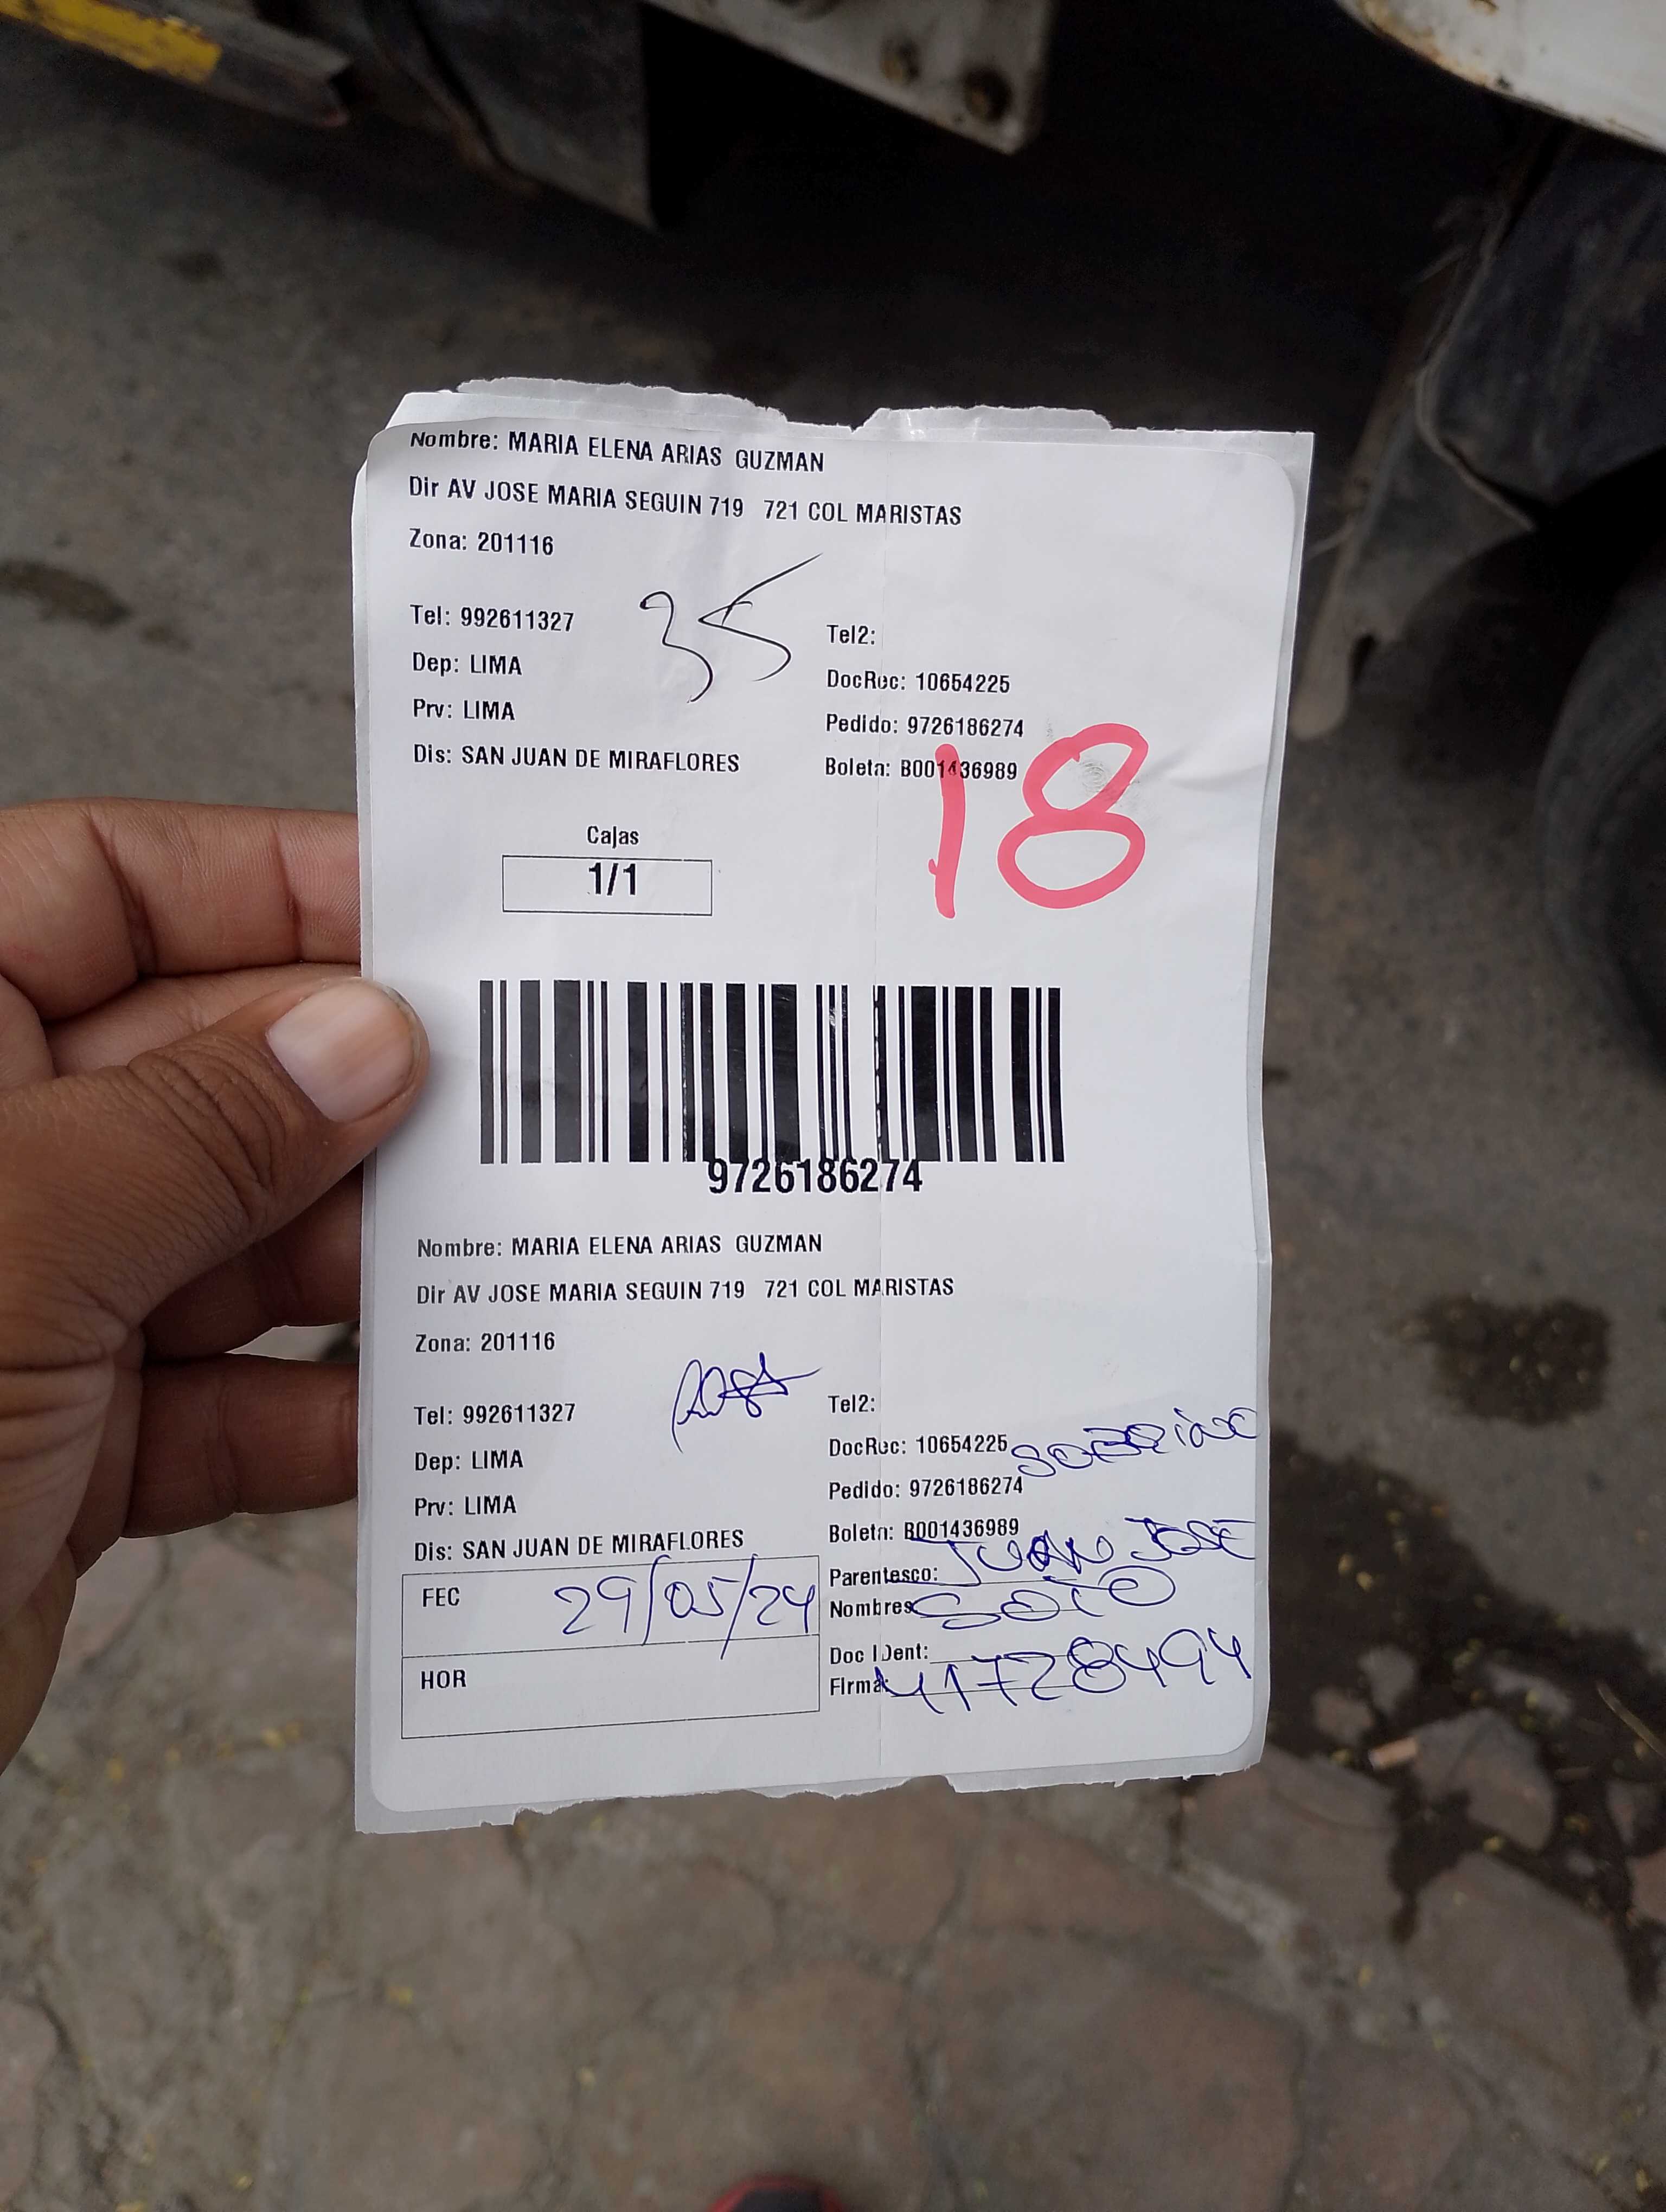 Nombre: MARIA ELENA ARIAS GUZMAN
Dir AV JOSE MARIA SEGUIN 719 721 COL MARISTAS
Zona: 201116
35
Tel: 992611327 Tel2:
Dep: LIMA DocRec: 10654225
Prv: LIMA Pedido: 9726186274
Dis: SAN JUAN DE MIRAFLORES Boleta: B001436989
18
Cajas
1/1
9726186274
Nombre: MARIA ELENA ARIAS GUZMAN
Dir AV JOSE MARIA SEGUIN 719 721 COL MARISTAS
Zona: 201116
Tel: 992611327 Tel2:
Dep: LIMA DocRec: 10654225
Prv: LIMA Pedido: 9726186274
Dis: SAN JUAN DE MIRAFLORES Boleta: B001436989
FEC 29/05/24
HOR
Parentesco: JUAN JOSE
Nombres SOTO
Doc Ident:
Firma: 41728494